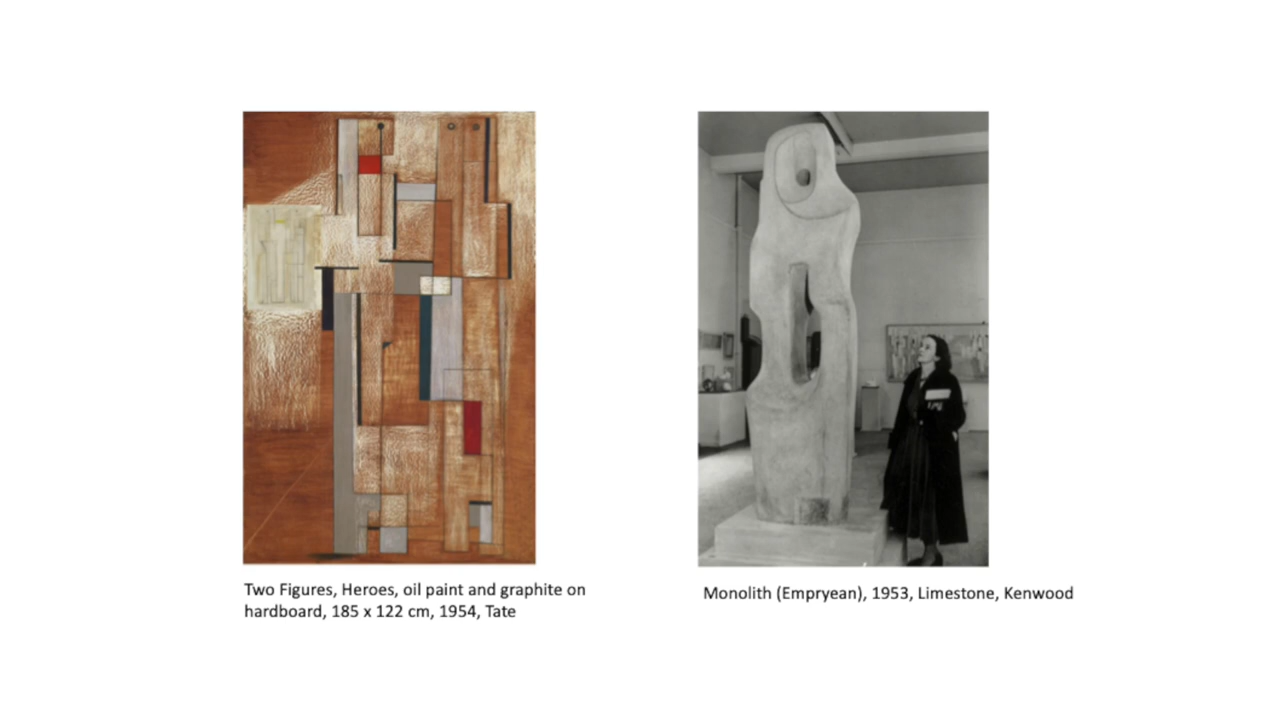 Two Figures, Heroes, oil paint and graphite on
hardboard, 185 x 122 cm, 1954, Tate
Monolith (Empryean), 1953, Limestone, Kenwood